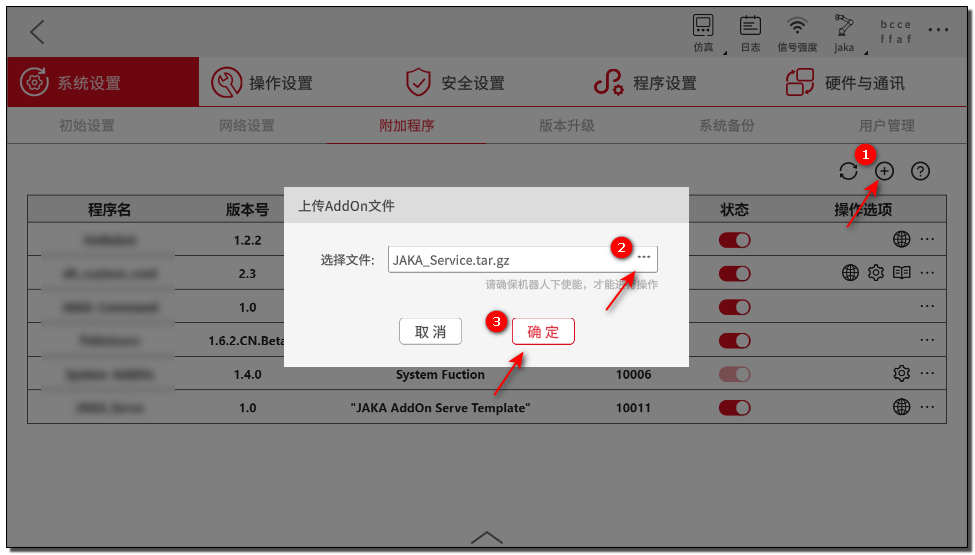 仿真 日志 信号强度 jaka
bcce
ffaf
系统设置 操作设置 安全设置 程序设置 硬件与通讯
初始设置 网络设置 附加程序 版本升级 系统备份 用户管理
1
程序名 版本号 状态 操作选项
上传AddOn文件
1.2.2
2
选择文件: JAKA_Service.tar.gz
2.3
请确保机器人下使能，才能进行操作
1.0
3
取消 确定
1.6.2.CN.Beta
1.4.0 System Fuction 10006
1.0 "JAKA AddOn Serve Template" 10011